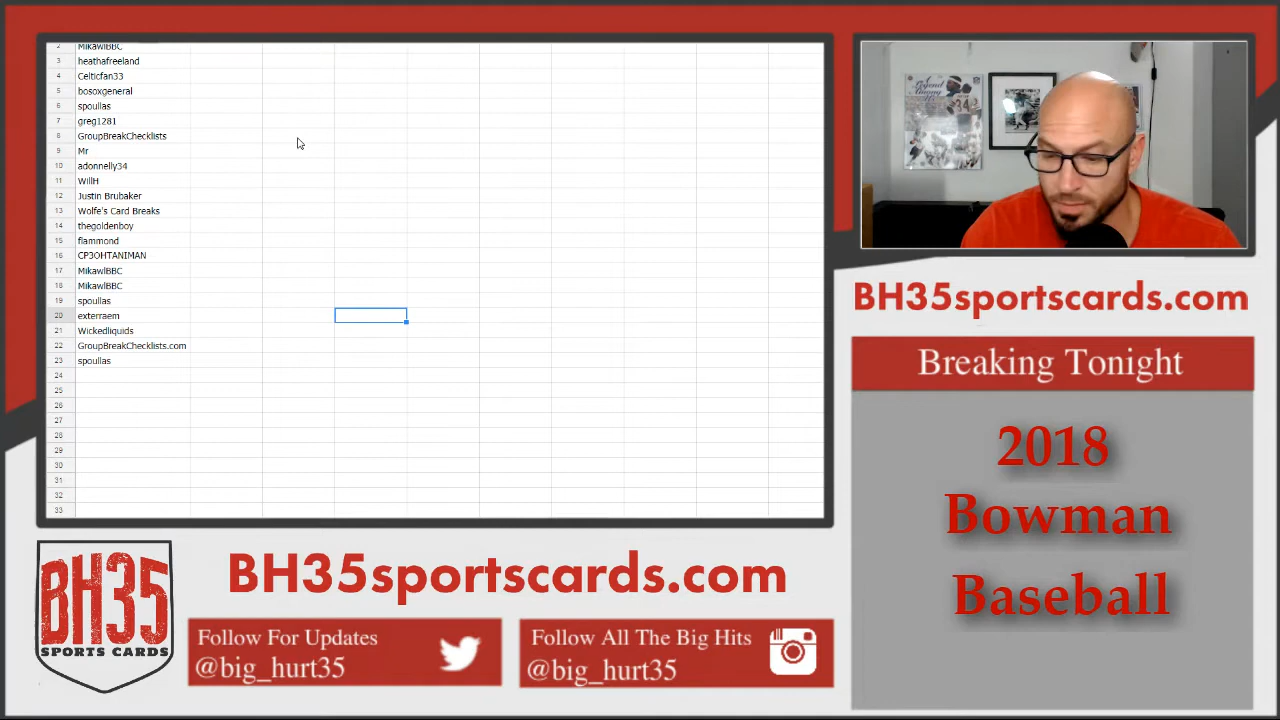 2 MikawlBBC
3 heathafreeland
4 Celticfan33
5 bosoxgeneral
6 spoullas
7 greg1281
8 GroupBreakChecklists
9 Mr
10 adonnelly34
11 WillH
12 Justin Brubaker
13 Wolfe's Card Breaks
14 thegoldenboy
15 flammond
16 CP3OHTANIMAN
17 MikawlBBC
18 MikawlBBC
19 spoullas
20 exterraem
21 Wickedliquids
22 GroupBreakChecklists.com
23 spoullas
24
25
26
27
28
29
30
31
32
33
Legend
34
BH35sportscards.com
Breaking Tonight
2018
Bowman
Baseball
BH35
SPORTS CARDS
BH35sportscards.com
Follow For Updates
@big_hurt35
Follow All The Big Hits
@big_hurt35